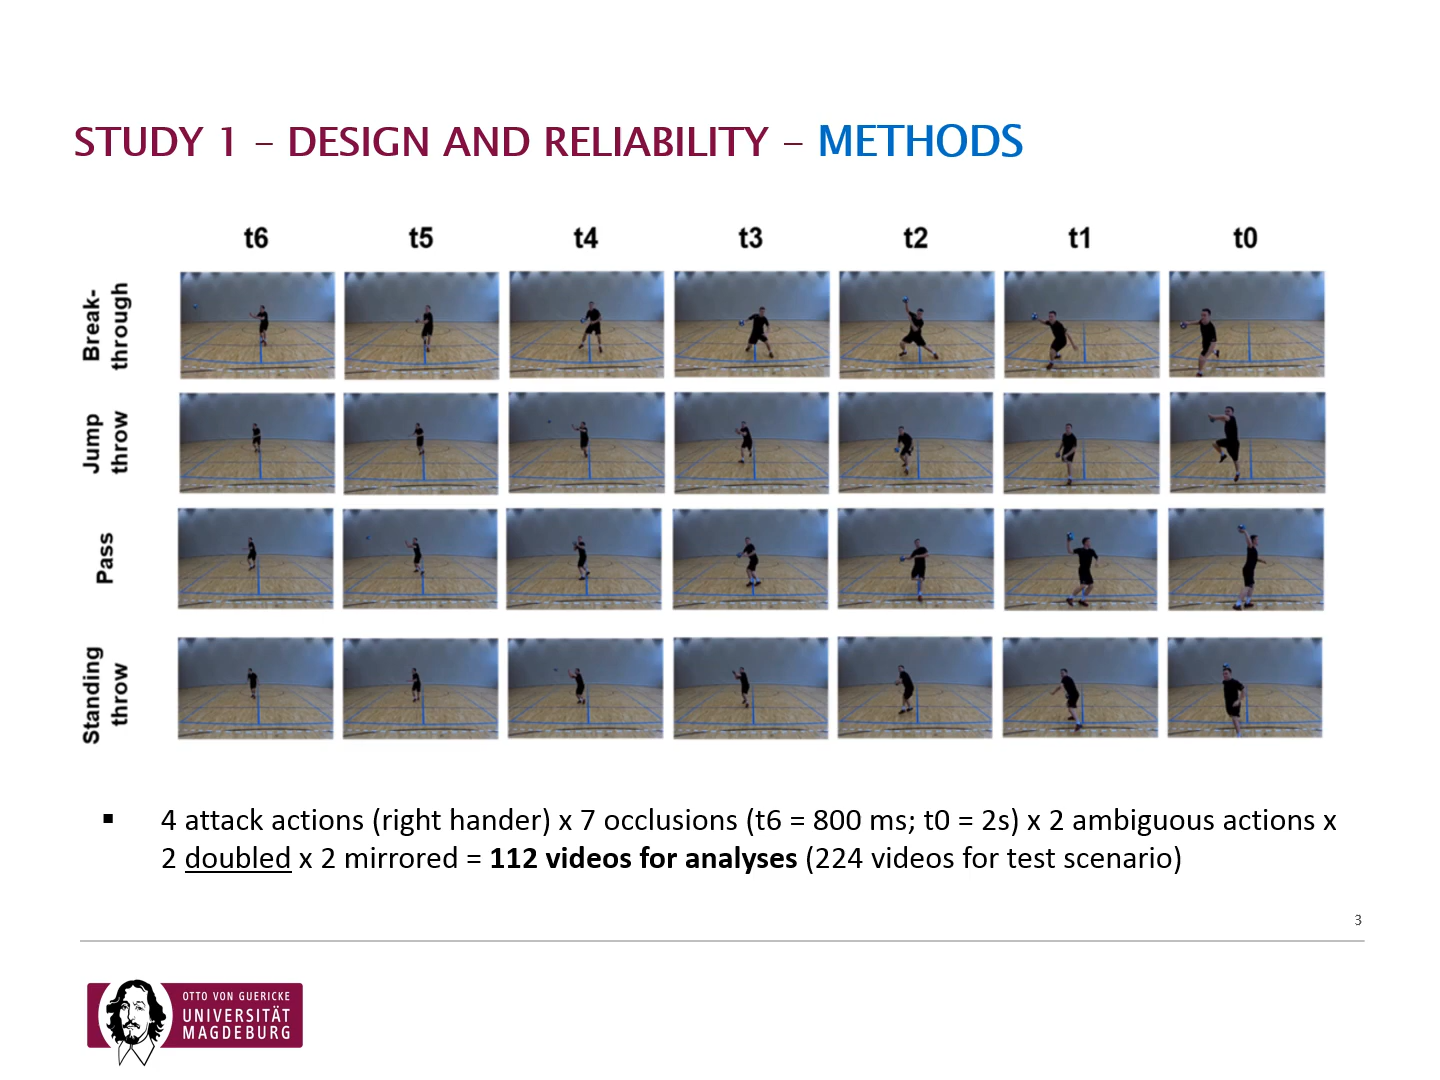 STUDY 1 – DESIGN AND RELIABILITY – METHODS
t6 t5 t4 t3 t2 t1 t0
Break-
through
Jump
throw
Pass
Standing
throw
▪ 4 attack actions (right hander) x 7 occlusions (t6 = 800 ms; t0 = 2s) x 2 ambiguous actions x
2 doubled x 2 mirrored = 112 videos for analyses (224 videos for test scenario)
3
OTTO VON GUERICKE
UNIVERSITÄT
MAGDEBURG